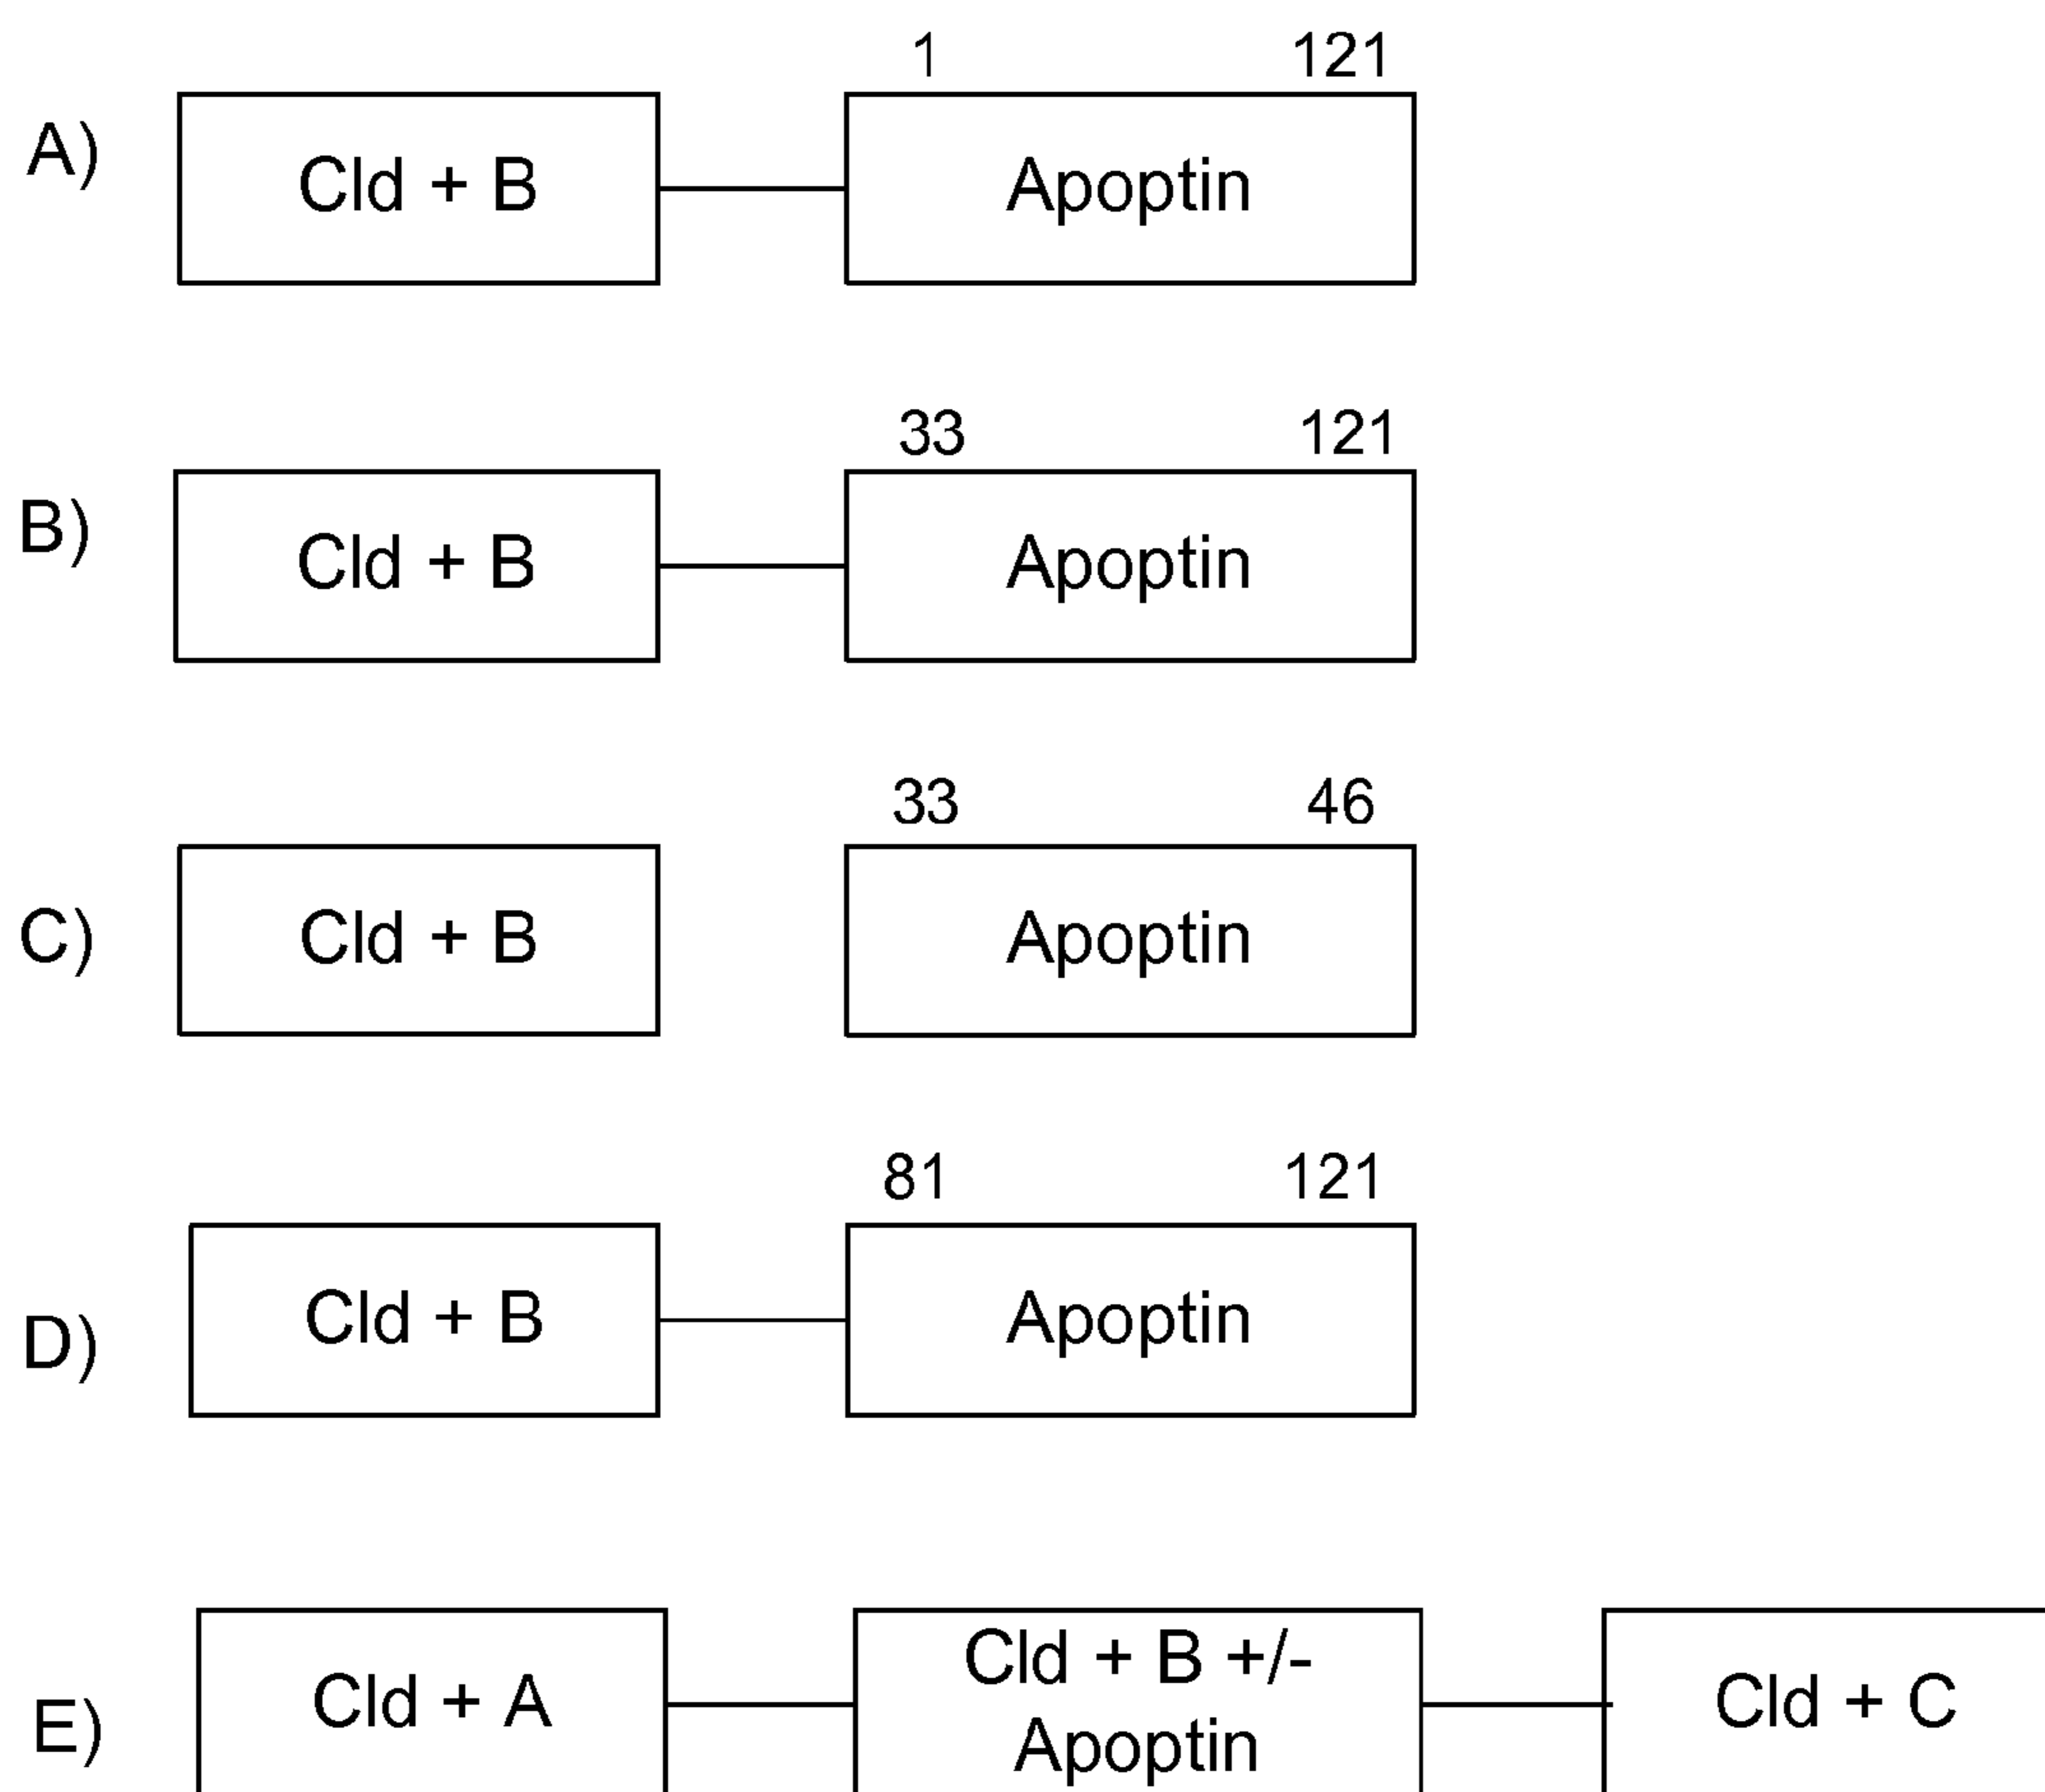 1 121
A) Cld + B Apoptin
33 121
B) Cld + B Apoptin
33 46
C) Cld + B Apoptin
81 121
D) Cld + B Apoptin
E) Cld + A Cld + B +/- Cld + C
Apoptin